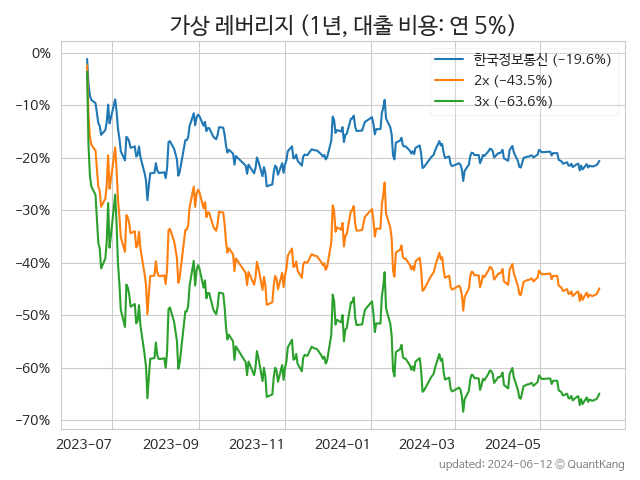 가상 레버리지 (1년, 대출 비용: 연 5%)
0%
−10%
−20%
−30%
−40%
−50%
−60%
−70%
한국정보통신 (−19.6%)
2x (−43.5%)
3x (−63.6%)
2023-07 2023-09 2023-11 2024-01 2024-03 2024-05
updated: 2024-06-12 ⓒ QuantKang